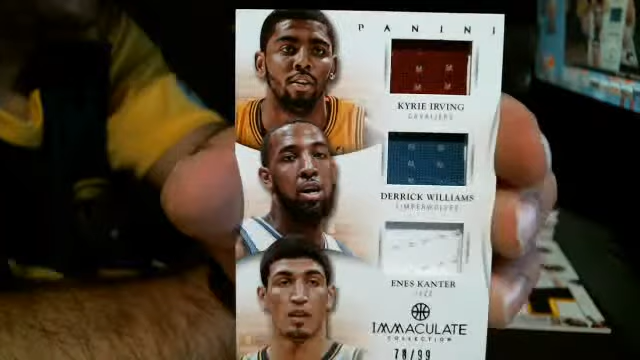 PANINI
KYRIE IRVING
CAVALIERS
DERRICK WILLIAMS
TIMBERWOLVES
ENES KANTER
JAZZ
IMMACULATE
COLLECTION
78/99